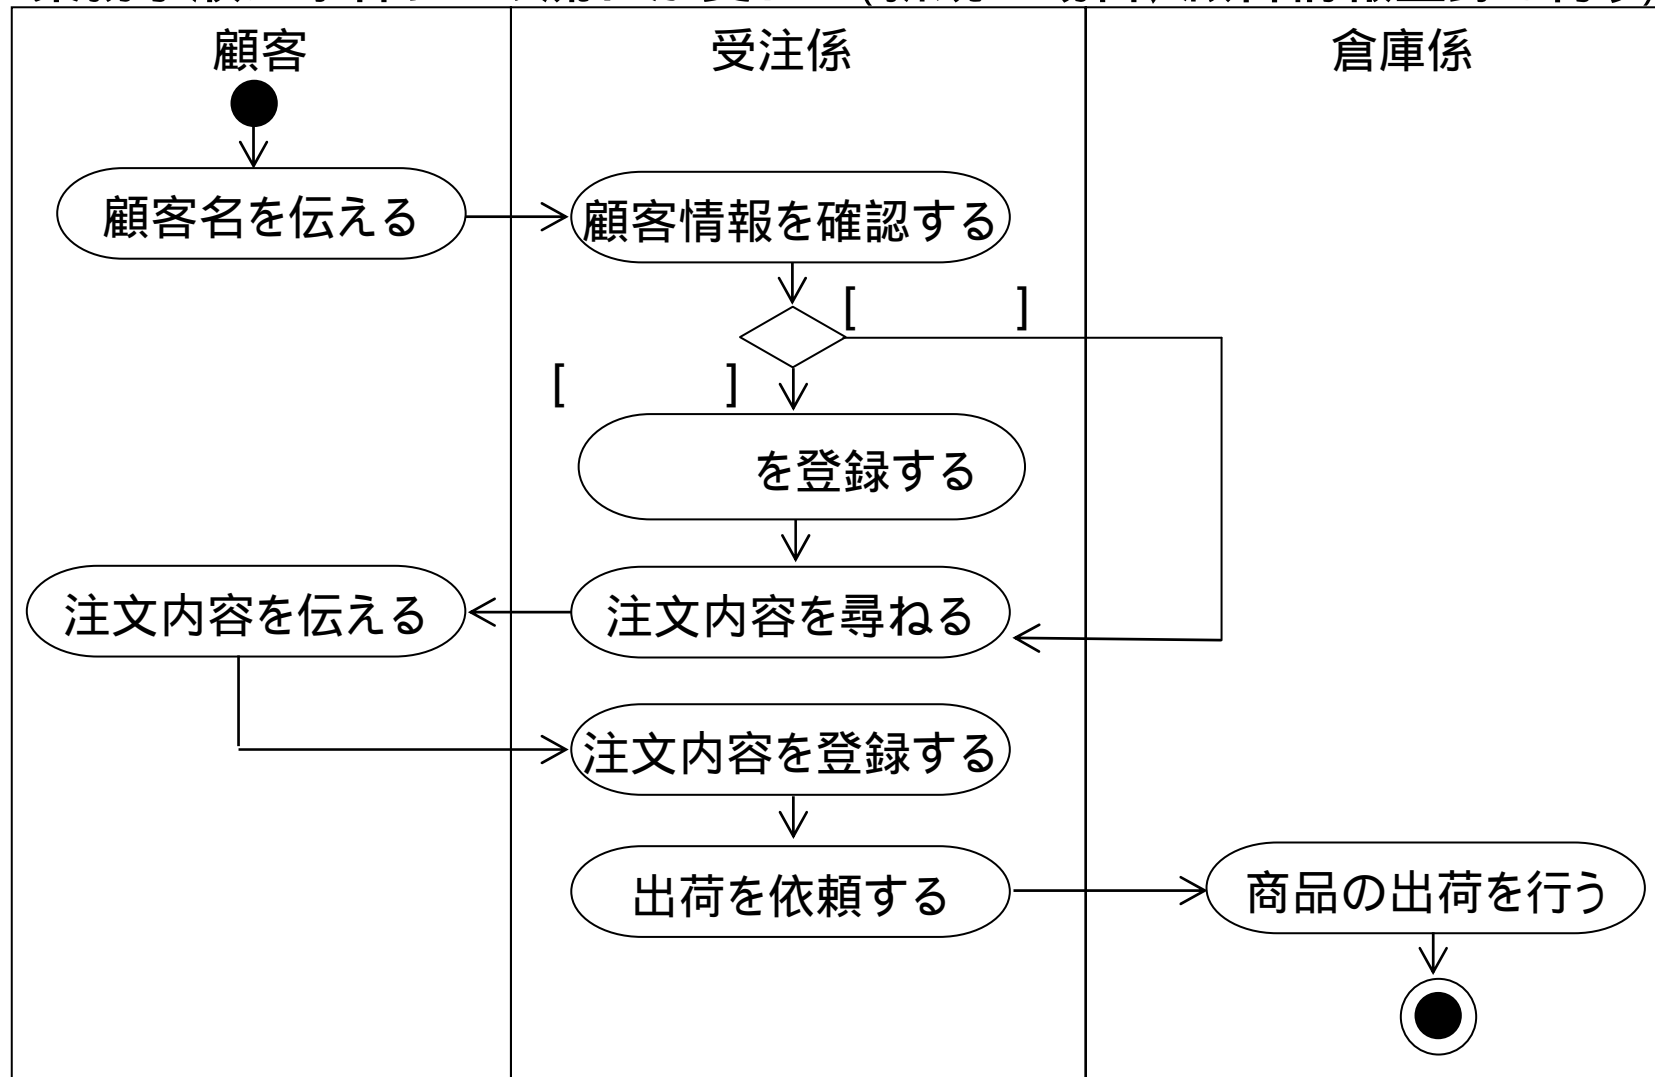 顧客
受注係
倉庫係
顧客名を伝える
顧客情報を確認する
[ ]
[ ]
を登録する
注文内容を伝える
注文内容を尋ねる
注文内容を登録する
出荷を依頼する
商品の出荷を行う